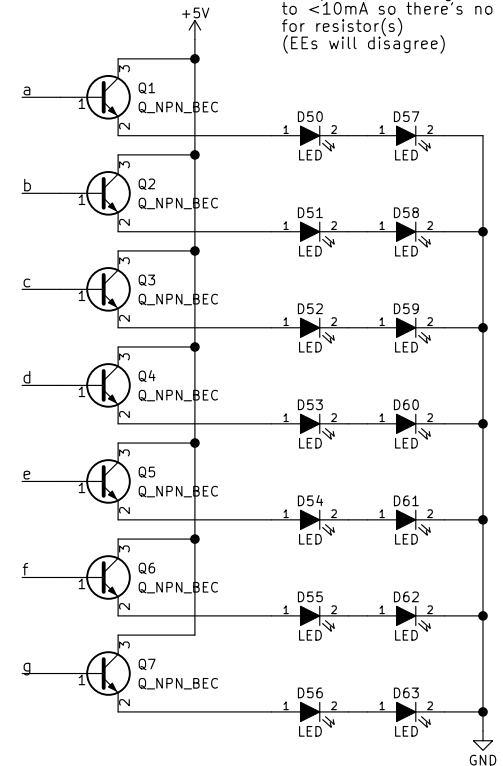 to <10mA so there's no
for resistor(s)
(EEs will disagree)
+5V
a
1
3
2
Q1
Q_NPN_BEC
1
D50
2
LED
1
D57
2
LED
b
1
3
2
Q2
Q_NPN_BEC
1
D51
2
LED
1
D58
2
LED
c
1
3
2
Q3
Q_NPN_BEC
1
D52
2
LED
1
D59
2
LED
d
1
3
2
Q4
Q_NPN_BEC
1
D53
2
LED
1
D60
2
LED
e
1
3
2
Q5
Q_NPN_BEC
1
D54
2
LED
1
D61
2
LED
f
1
3
2
Q6
Q_NPN_BEC
1
D55
2
LED
1
D62
2
LED
g
1
3
2
Q7
Q_NPN_BEC
1
D56
2
LED
1
D63
2
LED
GND